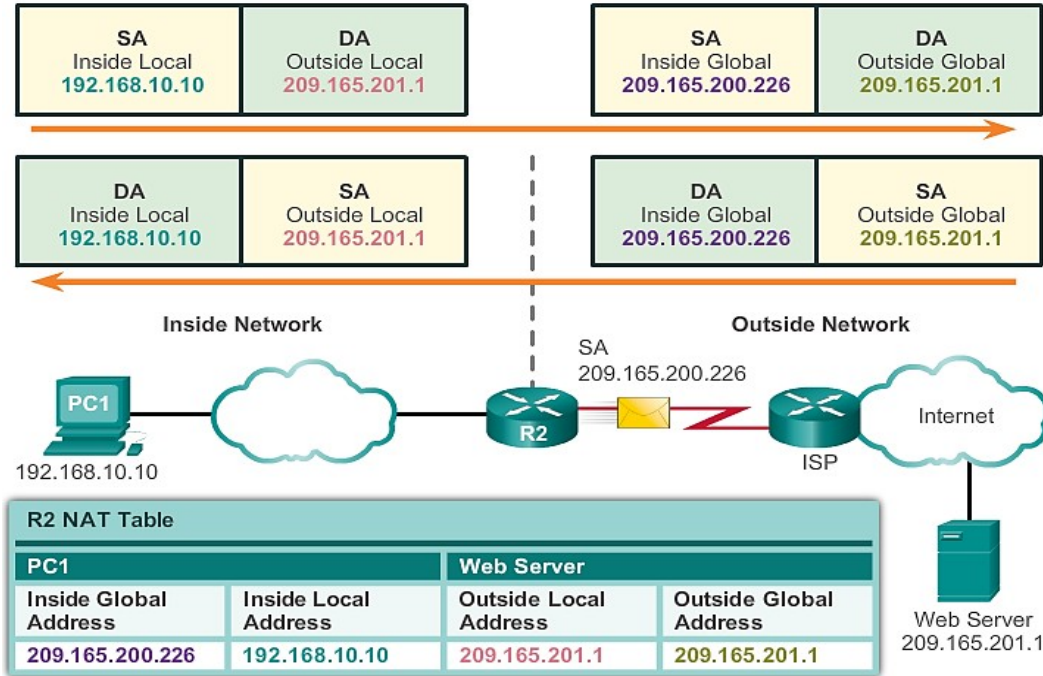 SA
Inside Local
192.168.10.10
DA
Outside Local
209.165.201.1
SA
Inside Global
209.165.200.226
DA
Outside Global
209.165.201.1
DA
Inside Local
192.168.10.10
SA
Outside Local
209.165.201.1
DA
Inside Global
209.165.200.226
SA
Outside Global
209.165.201.1
Inside Network
Outside Network
SA
209.165.200.226
PC1
192.168.10.10
R2
ISP
Internet
Web Server
209.165.201.1
R2 NAT Table
PC1
Web Server
Inside Global
Address
Inside Local
Address
Outside Local
Address
Outside Global
Address
209.165.200.226
192.168.10.10
209.165.201.1
209.165.201.1